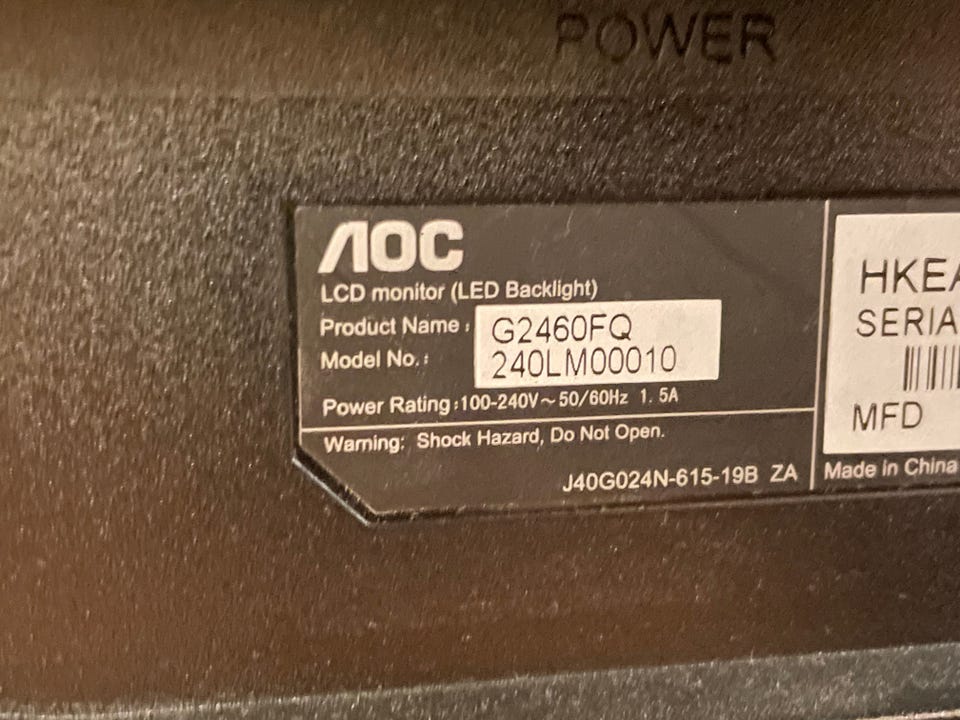 POWER
AOC
LCD monitor (LED Backlight)
Product Name : G2460FQ
Model No. : 240LM00010
Power Rating :100-240V~50/60Hz 1. 5A
Warning: Shock Hazard, Do Not Open.
J40G024N-615-19B ZA
HKEA
SERIA
MFD
Made in China